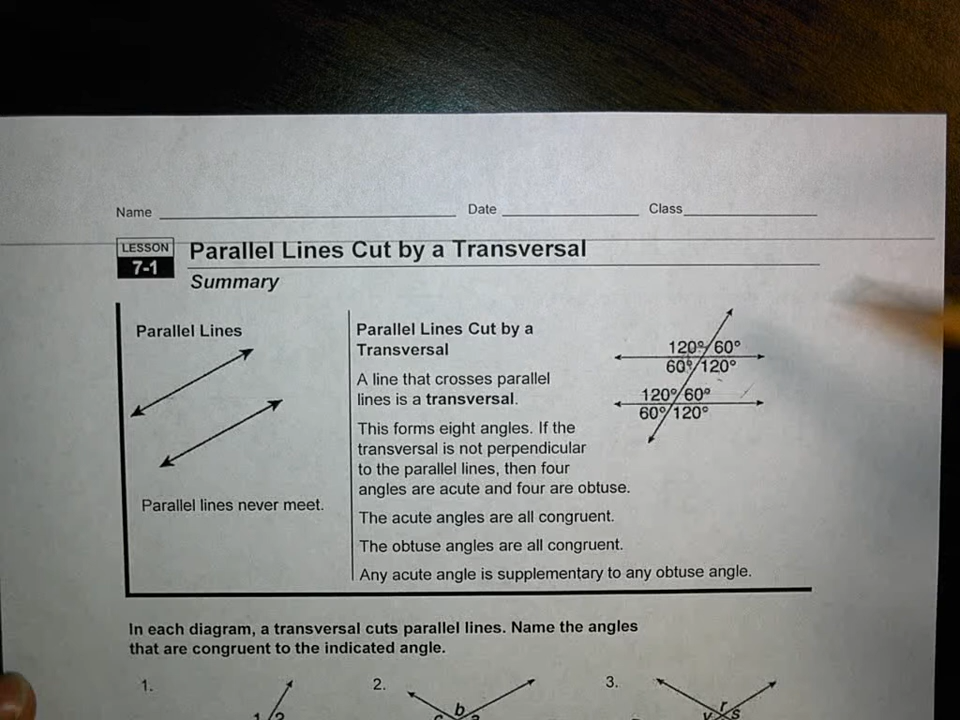 Name Date Class
LESSON
7-1
Parallel Lines Cut by a Transversal
Summary
Parallel Lines
Parallel lines never meet.
Parallel Lines Cut by a
Transversal
A line that crosses parallel
lines is a transversal.
This forms eight angles. If the
transversal is not perpendicular
to the parallel lines, then four
angles are acute and four are obtuse.
The acute angles are all congruent.
The obtuse angles are all congruent.
Any acute angle is supplementary to any obtuse angle.
120° 60°
60° 120°
120° 60°
60° 120°
In each diagram, a transversal cuts parallel lines. Name the angles
that are congruent to the indicated angle.
1. 2. 3.
b r
s